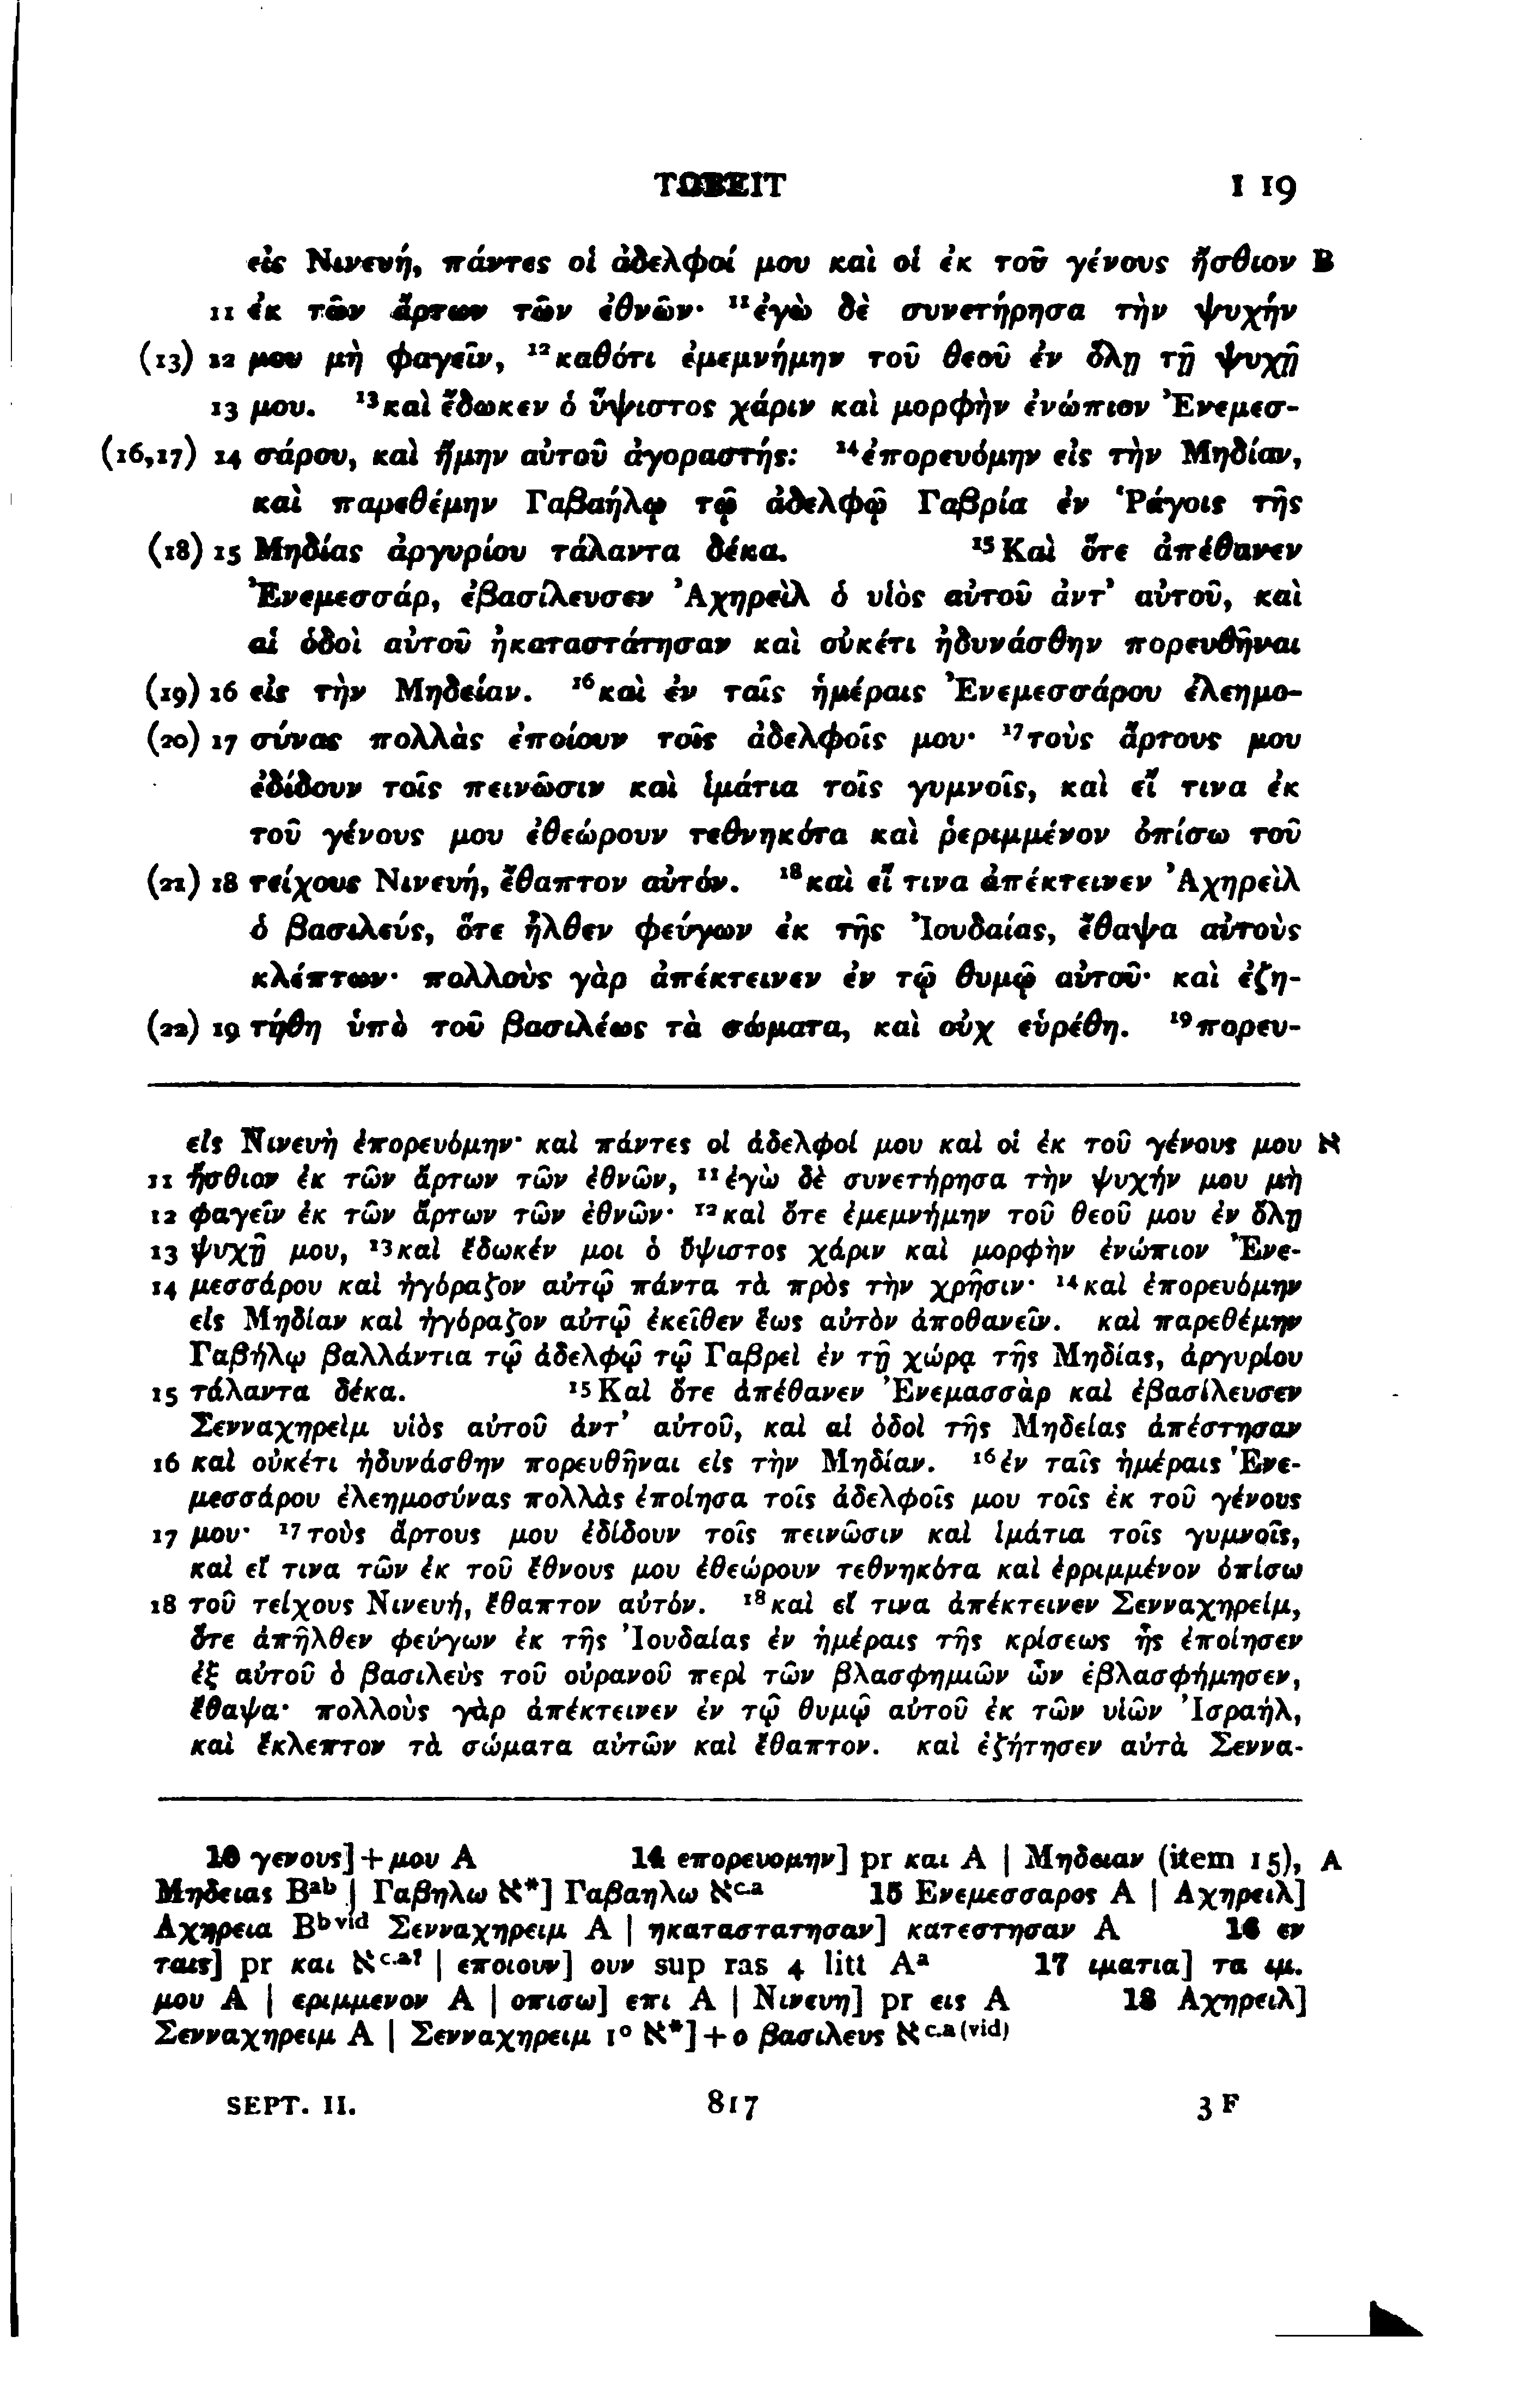 ΤΩΒΕΙΤ I 19
εἰς Νινευή, πάντες οἱ ἀδελφοί μου καὶ οἱ ἐκ τοῦ γένους ἤσθιον B
11 ἐκ τῶν ἄρτων τῶν ἐθνῶν· ¹¹ἐγὼ δὲ συνετήρησα τὴν ψυχήν
(13) 12 μου μὴ φαγεῖν, ¹²καθότι ἐμεμνήμην τοῦ θεοῦ ἐν ὅλῃ τῇ ψυχῇ
13 μου. ¹³καὶ ἔδωκεν ὁ ὕψιστος χάριν καὶ μορφὴν ἐνώπιον Ἐνεμεσ-
(16,17) 14 σάρου, καὶ ἤμην αὐτοῦ ἀγοραστής: ¹⁴ἐπορευόμην εἰς τὴν Μηδίαν,
καὶ παρεθέμην Γαβαήλῳ τῷ ἀδελφῷ Γαβρία ἐν Ῥάγοις τῆς
(18) 15 Μηδίας ἀργυρίου τάλαντα δέκα. ¹⁵Καὶ ὅτε ἀπέθανεν
Ἐνεμεσσάρ, ἐβασίλευσεν Ἀχηρεὶλ ὁ υἱὸς αὐτοῦ ἀντ᾽ αὐτοῦ, καὶ
αἱ ὁδοὶ αὐτοῦ ἠκαταστάτησαν καὶ οὐκέτι ἠδυνάσθην πορευθῆναι
(19) 16 εἰς τὴν Μηδείαν. ¹⁶καὶ ἐν ταῖς ἡμέραις Ἐνεμεσσάρου ἐλεημο-
(20) 17 σύνας πολλὰς ἐποίουν τοῖς ἀδελφοῖς μου· ¹⁷τοὺς ἄρτους μου
ἐδίδουν τοῖς πεινῶσιν καὶ ἱμάτια τοῖς γυμνοῖς, καὶ εἴ τινα ἐκ
τοῦ γένους μου ἐθεώρουν τεθνηκότα καὶ ῥεριμμένον ὀπίσω τοῦ
(21) 18 τείχους Νινευή, ἔθαπτον αὐτόν. ¹⁸καὶ εἴ τινα ἀπέκτεινεν Ἀχηρεὶλ
ὁ βασιλεύς, ὅτε ἦλθεν φεύγων ἐκ τῆς Ἰουδαίας, ἔθαψα αὐτοὺς
κλέπτων· πολλοὺς γὰρ ἀπέκτεινεν ἐν τῷ θυμῷ αὐτοῦ· καὶ ἐζη-
(22) 19 τήθη ὑπὸ τοῦ βασιλέως τὰ σώματα, καὶ οὐχ εὑρέθη. ¹⁹πορευ-
εἰς Νινευὴ ἐπορευόμην· καὶ πάντες οἱ ἀδελφοί μου καὶ οἱ ἐκ τοῦ γένους μου א
11 ἤσθιον ἐκ τῶν ἄρτων τῶν ἐθνῶν, ¹¹ἐγὼ δὲ συνετήρησα τὴν ψυχήν μου μὴ
12 φαγεῖν ἐκ τῶν ἄρτων τῶν ἐθνῶν· ¹²καὶ ὅτε ἐμεμνήμην τοῦ θεοῦ μου ἐν ὅλῃ
13 ψυχῇ μου, ¹³καὶ ἔδωκέν μοι ὁ ὕψιστος χάριν καὶ μορφὴν ἐνώπιον Ἐνε-
14 μεσσάρου καὶ ἠγόραζον αὐτῷ πάντα τὰ πρὸς τὴν χρῆσιν· ¹⁴καὶ ἐπορευόμην
εἰς Μηδίαν καὶ ἠγόραζον αὐτῷ ἐκεῖθεν ἕως αὐτὸν ἀποθανεῖν. καὶ παρεθέμην
Γαβήλῳ βαλλάντια τῷ ἀδελφῷ τῷ Γαβρεὶ ἐν τῇ χώρᾳ τῆς Μηδίας, ἀργυρίου
15 τάλαντα δέκα. ¹⁵Καὶ ὅτε ἀπέθανεν Ἐνεμασσὰρ καὶ ἐβασίλευσεν
Σενναχηρεὶμ υἱὸς αὐτοῦ ἀντ᾽ αὐτοῦ, καὶ αἱ ὁδοὶ τῆς Μηδείας ἀπέστησαν
16 καὶ οὐκέτι ἠδυνάσθην πορευθῆναι εἰς τὴν Μηδίαν. ¹⁶ἐν ταῖς ἡμέραις Ἐνε-
μεσσάρου ἐλεημοσύνας πολλὰς ἐποίησα τοῖς ἀδελφοῖς μου τοῖς ἐκ τοῦ γένους
17 μου· ¹⁷τοὺς ἄρτους μου ἐδίδουν τοῖς πεινῶσιν καὶ ἱμάτια τοῖς γυμνοῖς,
καὶ εἴ τινα τῶν ἐκ τοῦ ἔθνους μου ἐθεώρουν τεθνηκότα καὶ ἐρριμμένον ὀπίσω
18 τοῦ τείχους Νινευή, ἔθαπτον αὐτόν. ¹⁸καὶ εἴ τινα ἀπέκτεινεν Σενναχηρείμ,
ὅτε ἀπῆλθεν φεύγων ἐκ τῆς Ἰουδαίας ἐν ἡμέραις τῆς κρίσεως ἧς ἐποίησεν
ἐξ αὐτοῦ ὁ βασιλεὺς τοῦ οὐρανοῦ περὶ τῶν βλασφημιῶν ὧν ἐβλασφήμησεν,
ἔθαψα· πολλοὺς γὰρ ἀπέκτεινεν ἐν τῷ θυμῷ αὐτοῦ ἐκ τῶν υἱῶν Ἰσραήλ,
καὶ ἔκλεπτον τὰ σώματα αὐτῶν καὶ ἔθαπτον. καὶ ἐζήτησεν αὐτὰ Σεννα-
10 γενους]+μου A 14 επορευομην] pr και A | Μηδειαν (item 15), A
Μηδειας Bᵃᵇ | Γαβηλω א*] Γαβαηλω אᶜ·ᵃ 15 Ενεμεσσαρος A | Αχηρειλ]
Αχηρεια Bᵇᵛⁱᵈ Σενναχηρειμ A | ηκαταστατησαν] κατεστησαν A 16 εν
ταις] pr και אᶜ·ᵃ? | εποιουν] ουν sup ras 4 litt Aᵃ 17 ιματια] τα ιμ.
μου A | εριμμενον A | οπισω] επι A | Νινευη] pr εις A 18 Αχηρειλ]
Σενναχηρειμ A | Σενναχηρειμ 1° א*]+ο βασιλευς אᶜ·ᵃ⁽ᵛⁱᵈ⁾
SEPT. II. 817 3 F